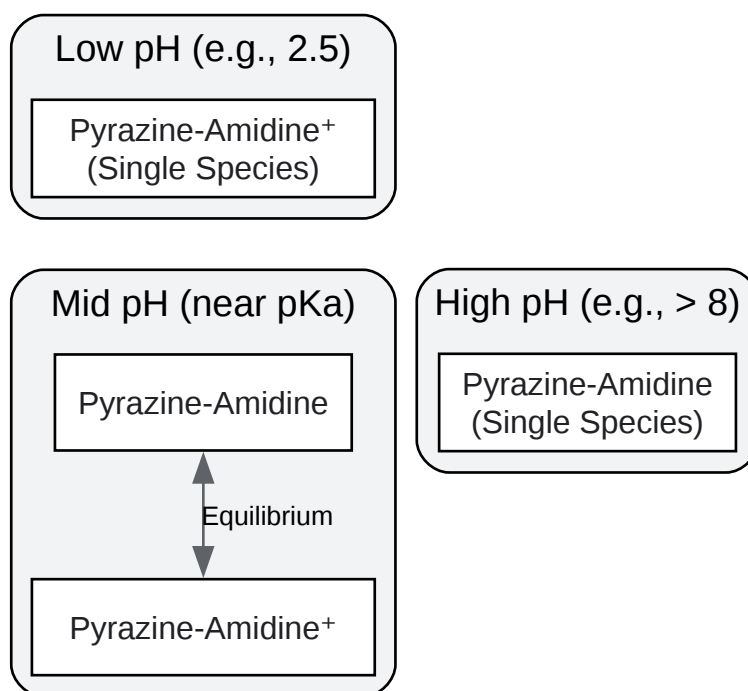 Low pH (e.g., 2.5)
Pyrazine-Amidine⁺
(Single Species)
Mid pH (near pKa)
Pyrazine-Amidine
Equilibrium
Pyrazine-Amidine⁺
High pH (e.g., > 8)
Pyrazine-Amidine
(Single Species)